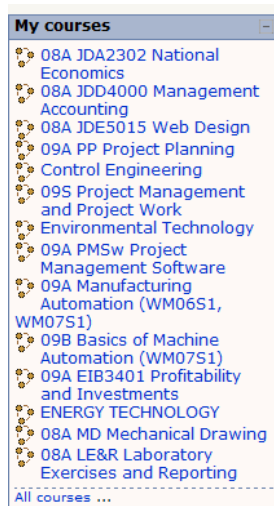 My courses
08A JDA2302 National
Economics
08A JDD4000 Management
Accounting
08A JDE5015 Web Design
09A PP Project Planning
Control Engineering
09S Project Management
and Project Work
Environmental Technology
09A PMSw Project
Management Software
09A Manufacturing
Automation (WM06S1,
WM07S1)
09B Basics of Machine
Automation (WM07S1)
09A EIB3401 Profitability
and Investments
ENERGY TECHNOLOGY
08A MD Mechanical Drawing
08A LE&R Laboratory
Exercises and Reporting
All courses ...